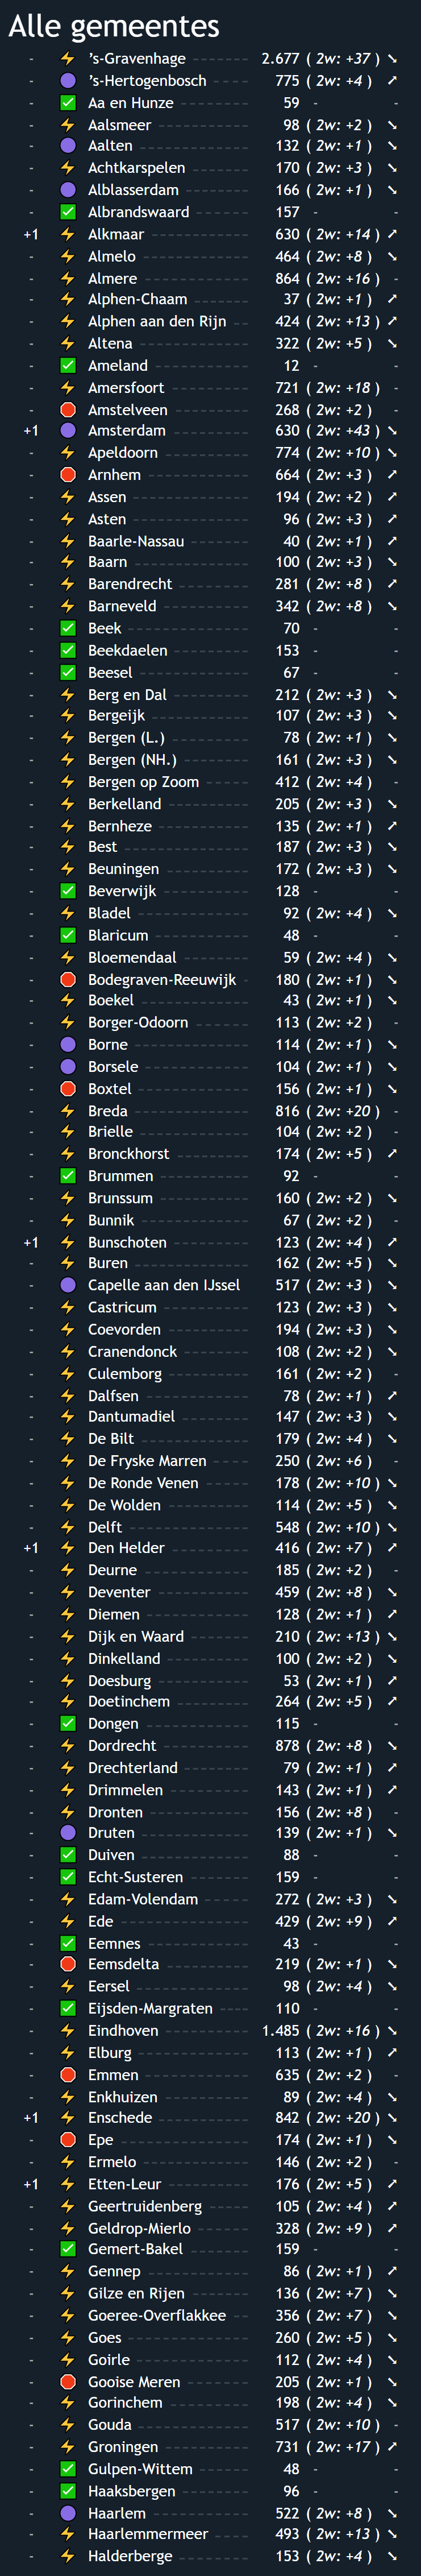 Alle gemeentes
- ’s-Gravenhage 2.677 ( 2w: +37 ) ↘
- ’s-Hertogenbosch 775 ( 2w: +4 ) ↗
- Aa en Hunze 59 - -
- Aalsmeer 98 ( 2w: +2 ) ↘
- Aalten 132 ( 2w: +1 ) ↘
- Achtkarspelen 170 ( 2w: +3 ) ↘
- Alblasserdam 166 ( 2w: +1 ) ↘
- Albrandswaard 157 - -
+1 Alkmaar 630 ( 2w: +14 ) ↗
- Almelo 464 ( 2w: +8 ) ↘
- Almere 864 ( 2w: +16 ) -
- Alphen-Chaam 37 ( 2w: +1 ) ↗
- Alphen aan den Rijn 424 ( 2w: +13 ) ↗
- Altena 322 ( 2w: +5 ) ↘
- Ameland 12 - -
- Amersfoort 721 ( 2w: +18 ) -
- Amstelveen 268 ( 2w: +2 ) -
+1 Amsterdam 630 ( 2w: +43 ) ↘
- Apeldoorn 774 ( 2w: +10 ) ↘
- Arnhem 664 ( 2w: +3 ) ↗
- Assen 194 ( 2w: +2 ) ↗
- Asten 96 ( 2w: +3 ) ↗
- Baarle-Nassau 40 ( 2w: +1 ) ↗
- Baarn 100 ( 2w: +3 ) ↘
- Barendrecht 281 ( 2w: +8 ) ↗
- Barneveld 342 ( 2w: +8 ) ↘
- Beek 70 - -
- Beekdaelen 153 - -
- Beesel 67 - -
- Berg en Dal 212 ( 2w: +3 ) ↘
- Bergeijk 107 ( 2w: +3 ) ↘
- Bergen (L.) 78 ( 2w: +1 ) ↘
- Bergen (NH.) 161 ( 2w: +3 ) ↘
- Bergen op Zoom 412 ( 2w: +4 ) -
- Berkelland 205 ( 2w: +3 ) ↘
- Bernheze 135 ( 2w: +1 ) ↗
- Best 187 ( 2w: +3 ) ↘
- Beuningen 172 ( 2w: +3 ) ↘
- Beverwijk 128 - -
- Bladel 92 ( 2w: +4 ) ↘
- Blaricum 48 - -
- Bloemendaal 59 ( 2w: +4 ) ↘
- Bodegraven-Reeuwijk 180 ( 2w: +1 ) ↘
- Boekel 43 ( 2w: +1 ) ↘
- Borger-Odoorn 113 ( 2w: +2 ) -
- Borne 114 ( 2w: +1 ) ↘
- Borsele 104 ( 2w: +1 ) ↘
- Boxtel 156 ( 2w: +1 ) ↘
- Breda 816 ( 2w: +20 ) -
- Brielle 104 ( 2w: +2 ) -
- Bronckhorst 174 ( 2w: +5 ) ↗
- Brummen 92 - -
- Brunssum 160 ( 2w: +2 ) ↘
- Bunnik 67 ( 2w: +2 ) -
+1 Bunschoten 123 ( 2w: +4 ) ↗
- Buren 162 ( 2w: +5 ) ↘
- Capelle aan den IJssel 517 ( 2w: +3 ) ↘
- Castricum 123 ( 2w: +3 ) ↘
- Coevorden 194 ( 2w: +3 ) ↘
- Cranendonck 108 ( 2w: +2 ) ↘
- Culemborg 161 ( 2w: +2 ) -
- Dalfsen 78 ( 2w: +1 ) ↗
- Dantumadiel 147 ( 2w: +3 ) ↘
- De Bilt 179 ( 2w: +4 ) ↘
- De Fryske Marren 250 ( 2w: +6 ) -
- De Ronde Venen 178 ( 2w: +10 ) ↘
- De Wolden 114 ( 2w: +5 ) ↘
- Delft 548 ( 2w: +10 ) ↘
+1 Den Helder 416 ( 2w: +7 ) ↗
- Deurne 185 ( 2w: +2 ) -
- Deventer 459 ( 2w: +8 ) ↘
- Diemen 128 ( 2w: +1 ) ↗
- Dijk en Waard 210 ( 2w: +13 ) ↘
- Dinkelland 100 ( 2w: +2 ) ↘
- Doesburg 53 ( 2w: +1 ) ↗
- Doetinchem 264 ( 2w: +5 ) ↗
- Dongen 115 - -
- Dordrecht 878 ( 2w: +8 ) ↘
- Drechterland 79 ( 2w: +1 ) ↗
- Drimmelen 143 ( 2w: +1 ) ↗
- Dronten 156 ( 2w: +8 ) -
- Druten 139 ( 2w: +1 ) ↘
- Duiven 88 - -
- Echt-Susteren 159 - -
- Edam-Volendam 272 ( 2w: +3 ) ↘
- Ede 429 ( 2w: +9 ) ↗
- Eemnes 43 - -
- Eemsdelta 219 ( 2w: +1 ) ↘
- Eersel 98 ( 2w: +4 ) ↘
- Eijsden-Margraten 110 - -
- Eindhoven 1.485 ( 2w: +16 ) ↘
- Elburg 113 ( 2w: +1 ) ↗
- Emmen 635 ( 2w: +2 ) -
- Enkhuizen 89 ( 2w: +4 ) ↘
+1 Enschede 842 ( 2w: +20 ) ↘
- Epe 174 ( 2w: +1 ) ↘
- Ermelo 146 ( 2w: +2 ) -
+1 Etten-Leur 176 ( 2w: +5 ) ↗
- Geertruidenberg 105 ( 2w: +4 ) ↗
- Geldrop-Mierlo 328 ( 2w: +9 ) ↗
- Gemert-Bakel 159 - -
- Gennep 86 ( 2w: +1 ) ↗
- Gilze en Rijen 136 ( 2w: +7 ) ↘
- Goeree-Overflakkee 356 ( 2w: +7 ) ↘
- Goes 260 ( 2w: +5 ) ↘
- Goirle 112 ( 2w: +4 ) ↘
- Gooise Meren 205 ( 2w: +1 ) ↘
- Gorinchem 198 ( 2w: +4 ) ↘
- Gouda 517 ( 2w: +10 ) -
- Groningen 731 ( 2w: +17 ) ↗
- Gulpen-Wittem 48 - -
- Haaksbergen 96 - -
- Haarlem 522 ( 2w: +8 ) ↘
- Haarlemmermeer 493 ( 2w: +13 ) ↘
- Halderberge 153 ( 2w: +4 ) ↘